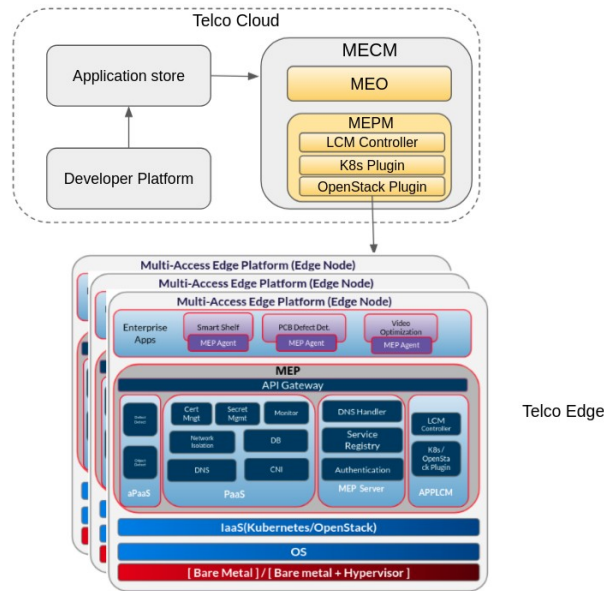 Telco Cloud
Application store
Developer Platform
MECM
MEO
MEPM
LCM Controller
K8s Plugin
OpenStack Plugin
Multi-Access Edge Platform (Edge Node)
Multi-Access Edge Platform (Edge Node)
Multi-Access Edge Platform (Edge Node)
Enterprise
Apps
Smart Shelf
MEP Agent
PCB Defect Det.
MEP Agent
Video
Optimization
MEP Agent
Telco Edge
MEP
API Gateway
aPaaS
Cert
Mngt
Secret
Mgmt
Monitor
Network
Isolation
DB
DNS
CNI
PaaS
DNS Handler
Service
Registry
Authentication
MEP Server
LCM
Controller
K8s /
OpenSta
ck Plugin
APPLCM
IaaS(Kubernetes/OpenStack)
OS
[ Bare Metal ] / [ Bare metal + Hypervisor ]